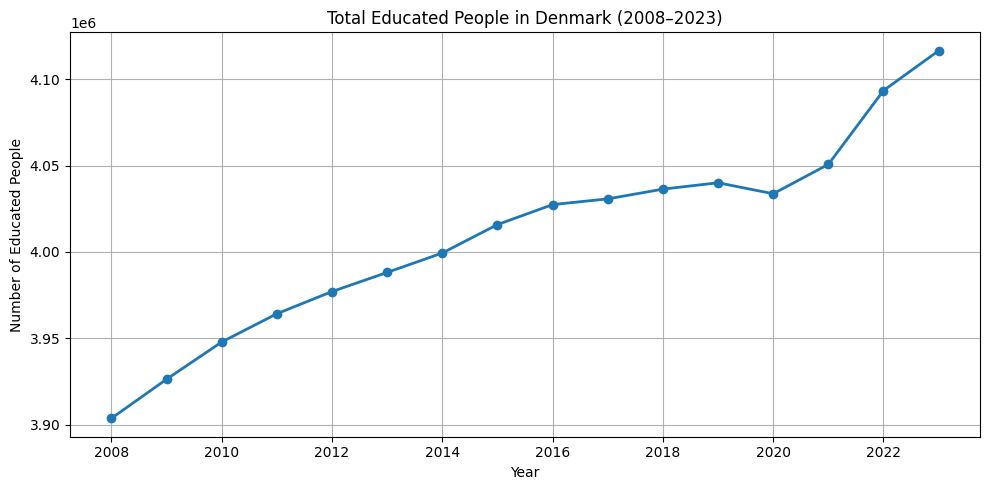 Total Educated People in Denmark (2008–2023)
1e6
4.10
4.05
4.00
3.95
3.90
Number of Educated People
2008 2010 2012 2014 2016 2018 2020 2022
Year